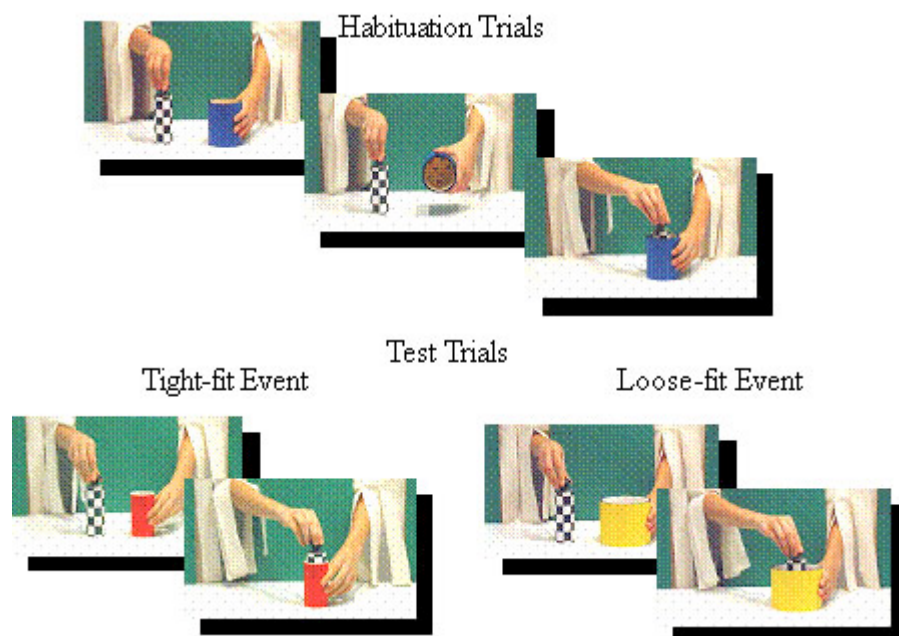 Habituation Trials
Test Trials
Tight-fit Event
Loose-fit Event